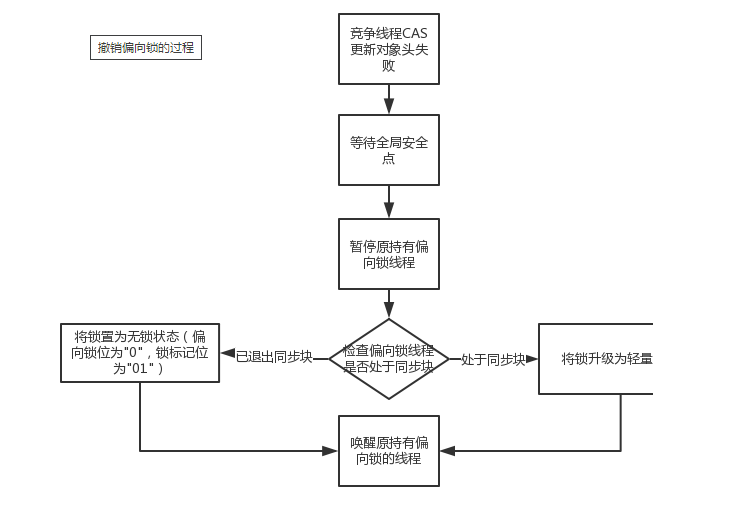 撤销偏向锁的过程
竞争线程CAS
更新对象头失
败
等待全局安全
点
暂停原持有偏
向锁线程
检查偏向锁线程
是否处于同步块
已退出同步块
处于同步块
将锁置为无锁状态（偏
向锁位为"0"，锁标记位
为"01"）
将锁升级为轻量
唤醒原持有偏
向锁的线程